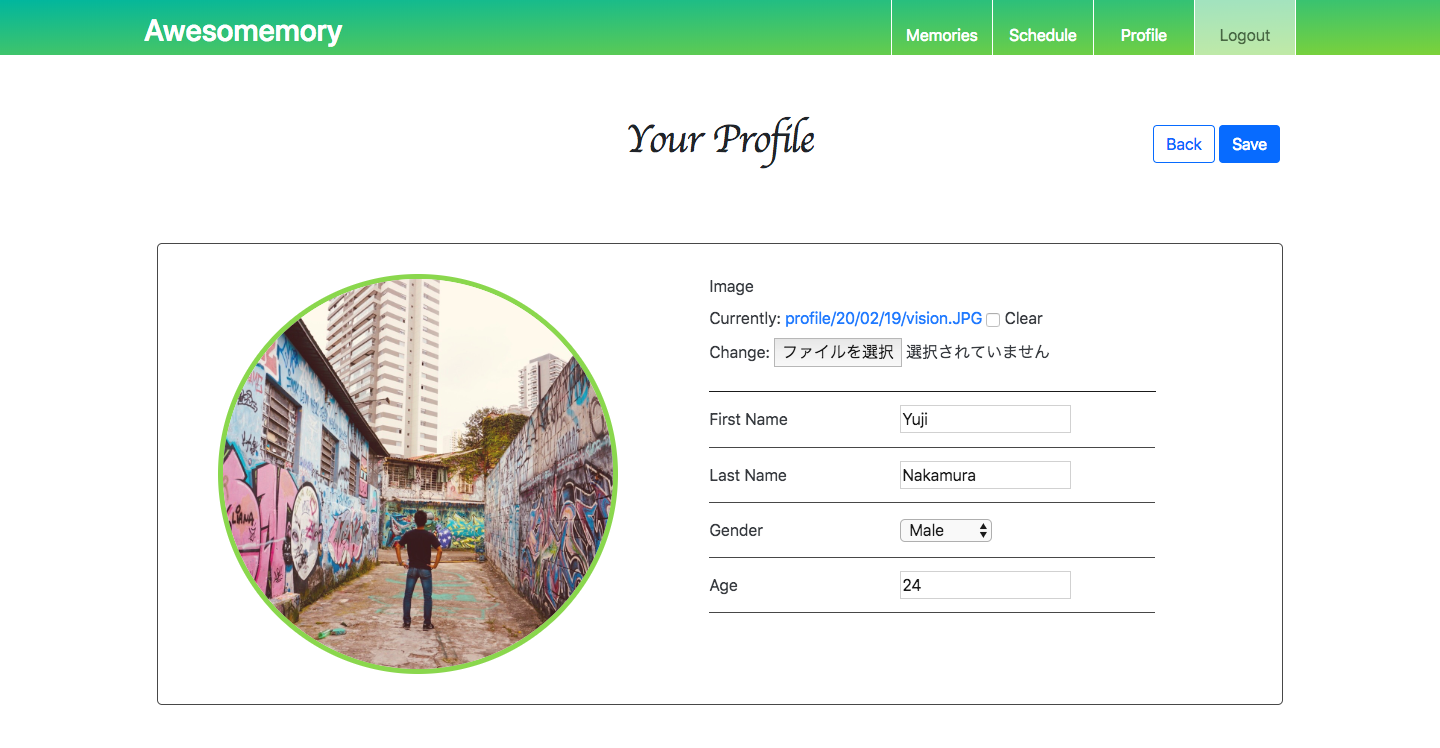 Awesomemory
Memories
Schedule
Profile
Logout
Your Profile
Back
Save
Image
Currently: profile/20/02/19/vision.JPG Clear
Change: ファイルを選択 選択されていません
First Name
Yuji
Last Name
Nakamura
Gender
Male
Age
24